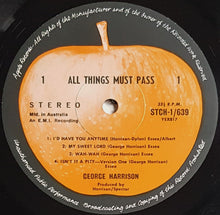 Apple Records. All Rights of the Manufacturer and of the Owner of the Recorded Work Reserved
1 ALL THINGS MUST PASS 1
STEREO
Mfd. in Australia
An E.M.I. Recording
33⅓ R.P.M.
STCH-1/639
1. I'D HAVE YOU ANYTIME (Harrison-Dylan) Essex/Albert
2. MY SWEET LORD (George Harrison) Essex
3. WAH-WAH (George Harrison) Essex
4. ISN'T IT A PITY—Version One (George Harrison) Essex
GEORGE HARRISON
Produced by
Harrison/Spector
Unauthorised Public Performance Broadcasting and Copying of this Record Prohibited